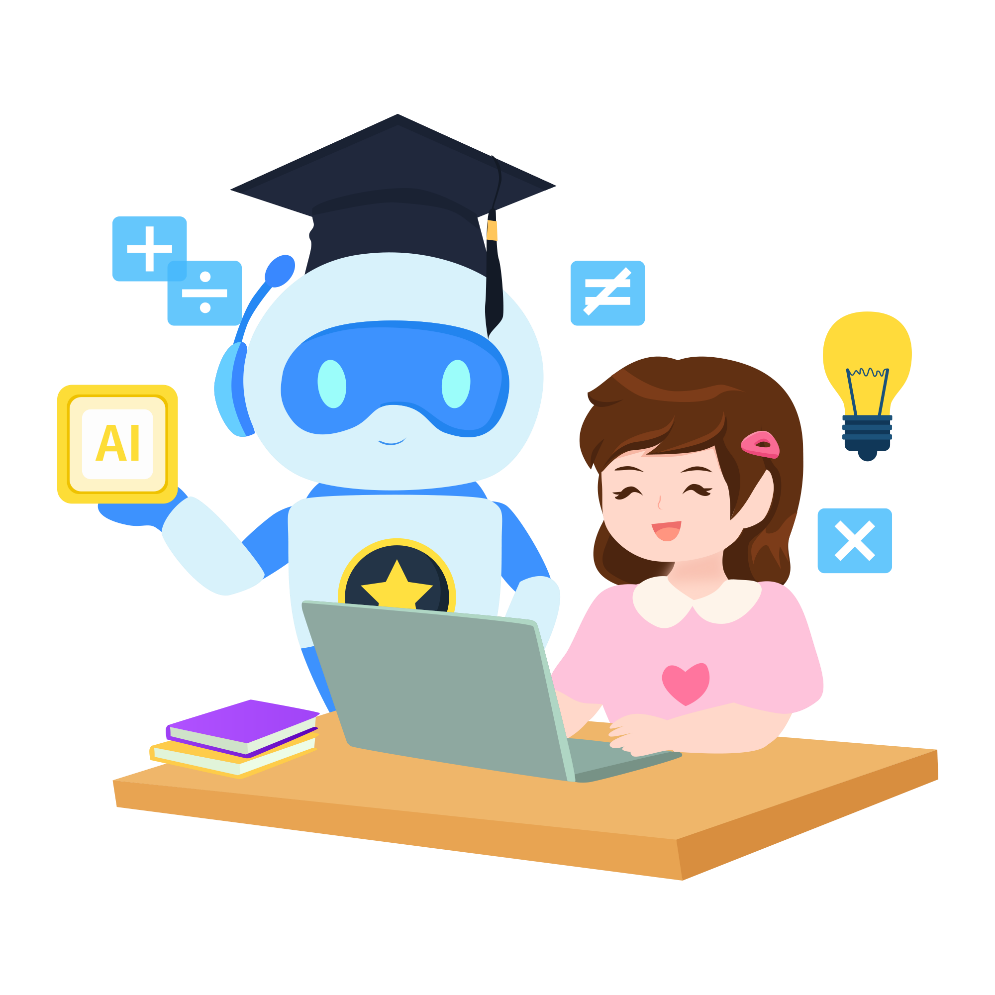 +
÷
≠
AI
×